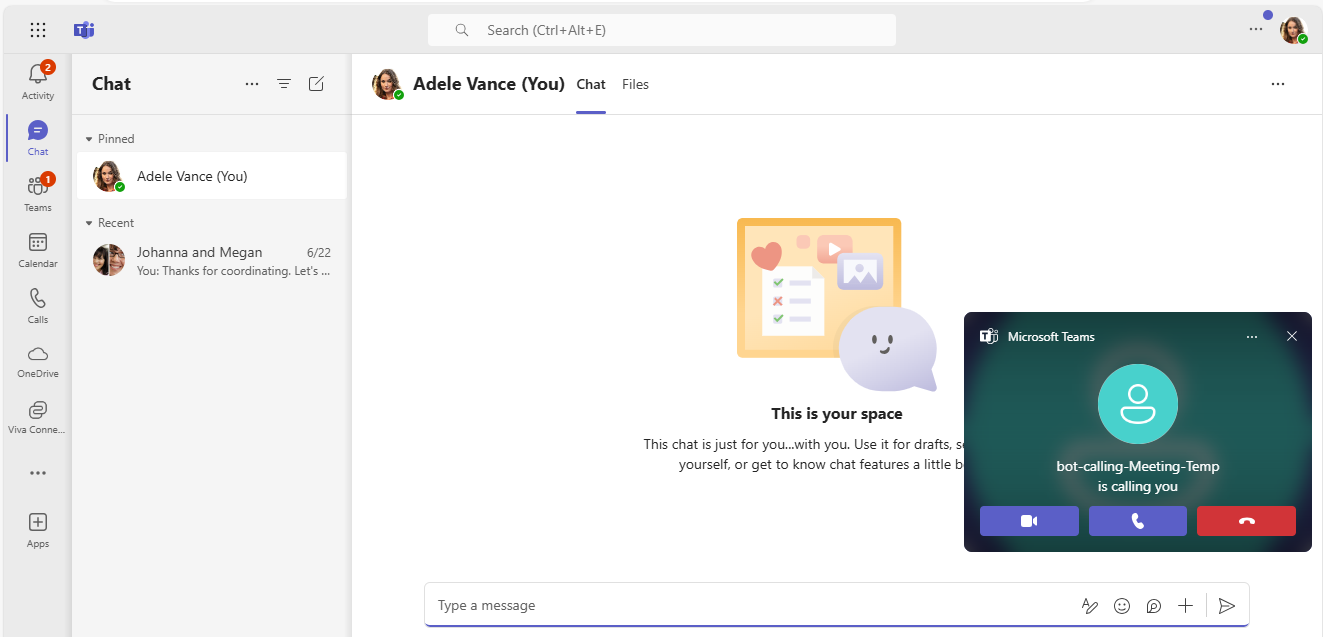 Search (Ctrl+Alt+E)
2
Activity
Chat
1
Teams
Calendar
Calls
OneDrive
Viva Conne...
Apps
Chat
Pinned
Adele Vance (You)
Recent
Johanna and Megan 6/22
You: Thanks for coordinating. Let's ...
Adele Vance (You) Chat Files
This is your space
This chat is just for you...with you. Use it for drafts,
yourself, or get to know chat features a little
Microsoft Teams
bot-calling-Meeting-Temp
is calling you
Type a message